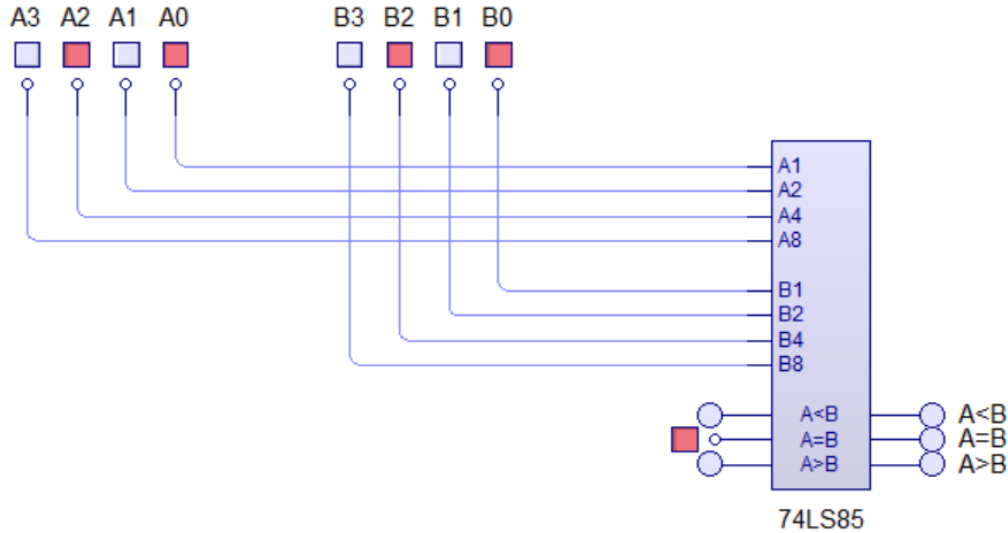 A3 A2 A1 A0 B3 B2 B1 B0
A1
A2
A4
A8
B1
B2
B4
B8
A<B A<B
A=B A=B
A>B A>B
74LS85